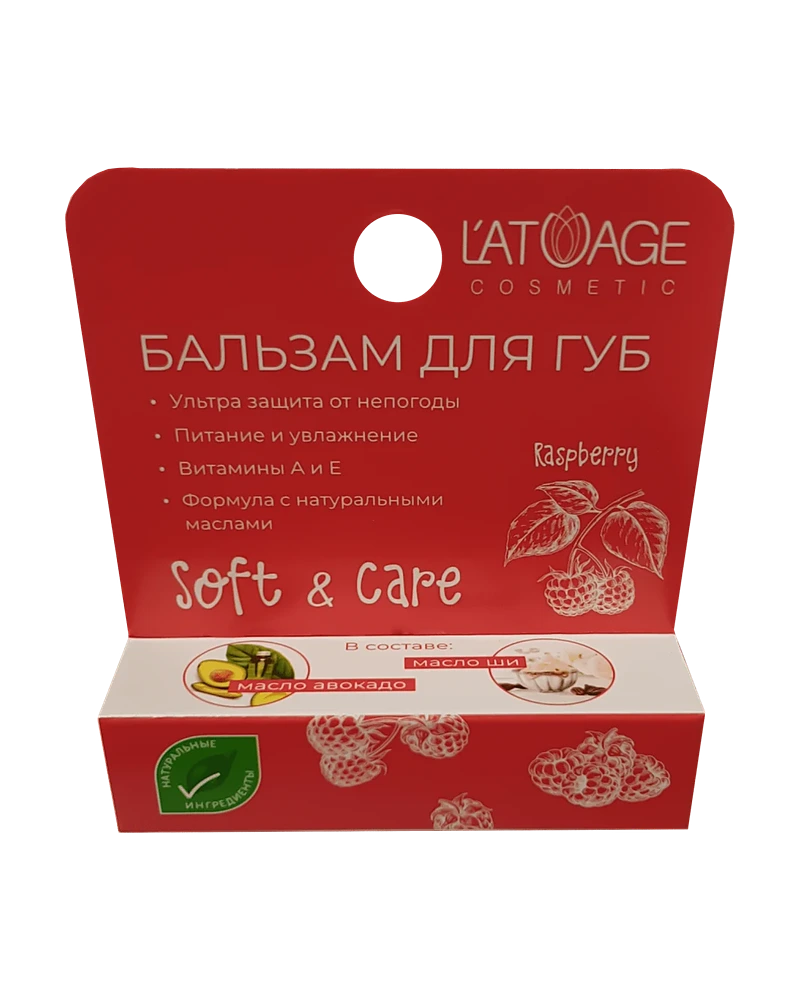 L'ATUAGE
COSMETIC
БАЛЬЗАМ ДЛЯ ГУБ
• Ультра защита от непогоды
• Питание и увлажнение
• Витамины А и Е
• Формула с натуральными
маслами
Raspberry
Soft & Care
В составе:
масло ши
масло авокадо
НАТУРАЛЬНЫЕ
ИНГРЕДИЕНТЫ